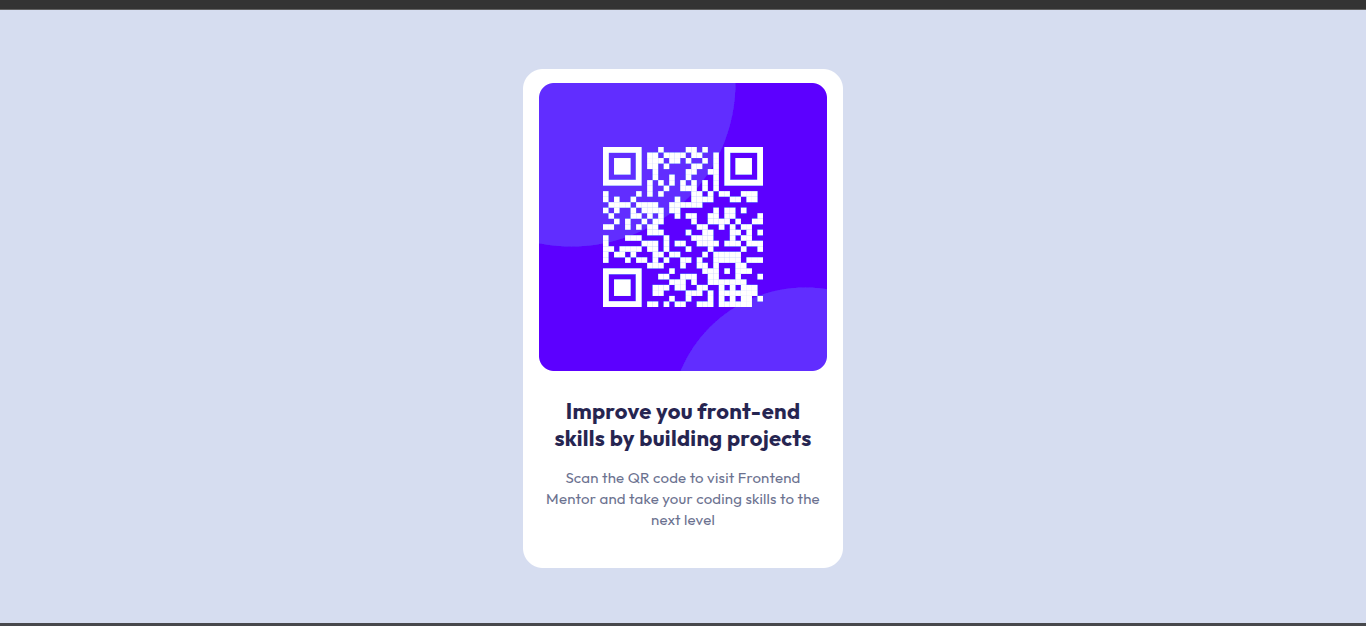 Improve you front-end
skills by building projects
Scan the QR code to visit Frontend
Mentor and take your coding skills to the
next level